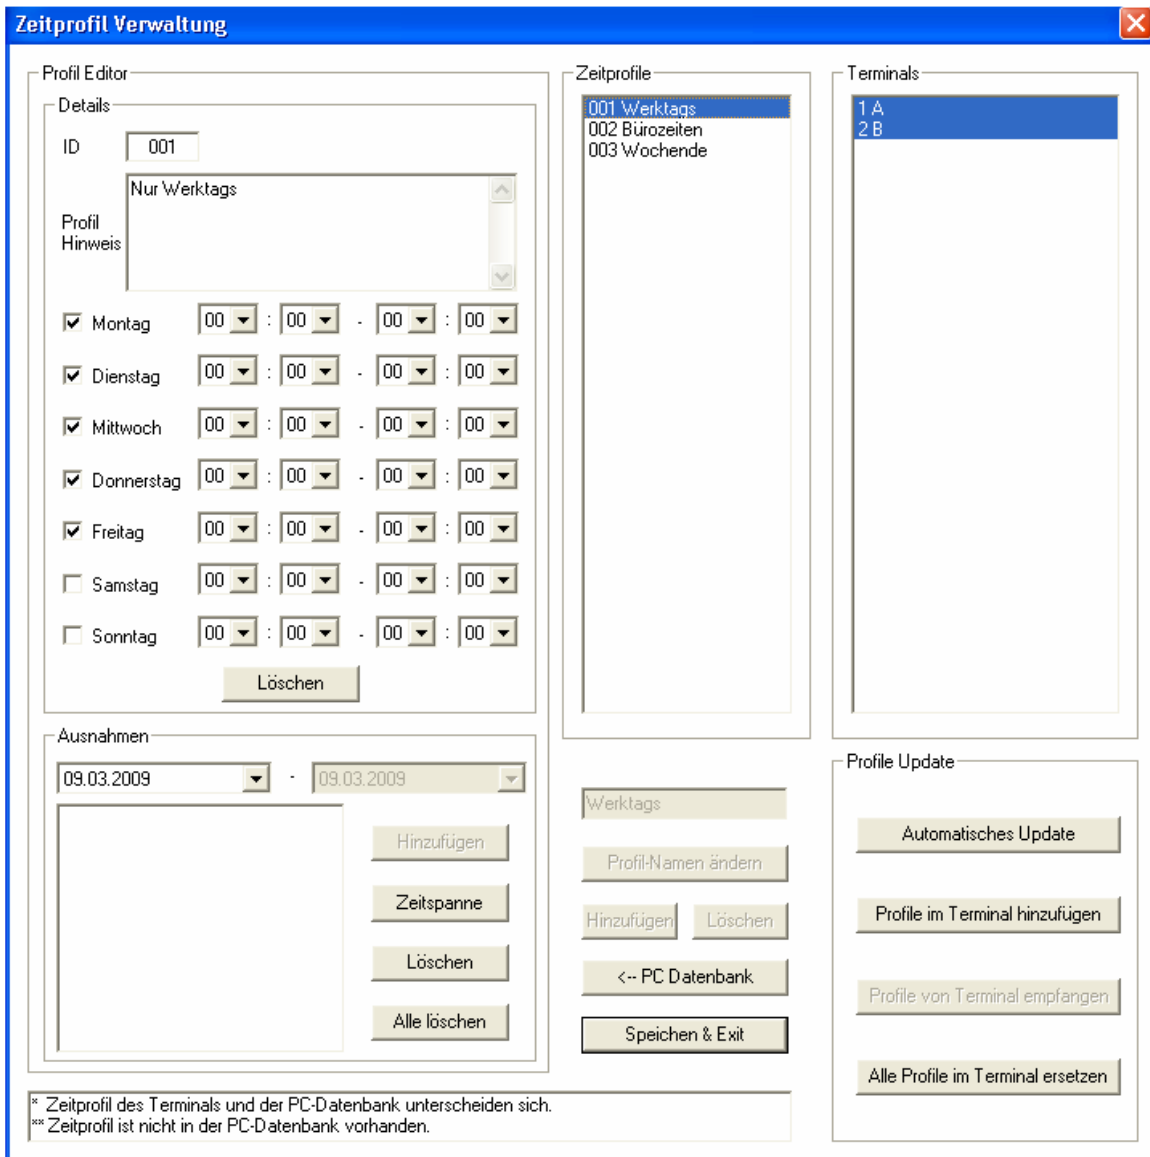 Zeitprofil Verwaltung
Profil Editor
Details
ID 001
Profil Hinweis
Nur Werktags
Montag 00 : 00 - 00 : 00
Dienstag 00 : 00 - 00 : 00
Mittwoch 00 : 00 - 00 : 00
Donnerstag 00 : 00 - 00 : 00
Freitag 00 : 00 - 00 : 00
Samstag 00 : 00 - 00 : 00
Sonntag 00 : 00 - 00 : 00
Löschen
Ausnahmen
09.03.2009 - 09.03.2009
Hinzufügen
Zeitspanne
Löschen
Alle löschen
Zeitprofile
001 Werktags
002 Bürozeiten
003 Wochende
Werktags
Profil-Namen ändern
Hinzufügen Löschen
<-- PC Datenbank
Speichen & Exit
Terminals
1 A
2 B
Profile Update
Automatisches Update
Profile im Terminal hinzufügen
Profile von Terminal empfangen
Alle Profile im Terminal ersetzen
* Zeitprofil des Terminals und der PC-Datenbank unterscheiden sich.
** Zeitprofil ist nicht in der PC-Datenbank vorhanden.